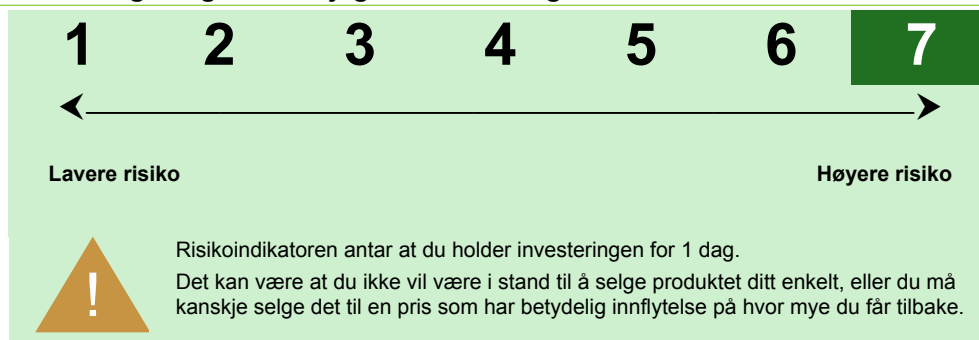 1 2 3 4 5 6 7
Lavere risiko Høyere risiko
!
Risikoindikatoren antar at du holder investeringen for 1 dag.
Det kan være at du ikke vil være i stand til å selge produktet ditt enkelt, eller du må
kanskje selge det til en pris som har betydelig innflytelse på hvor mye du får tilbake.